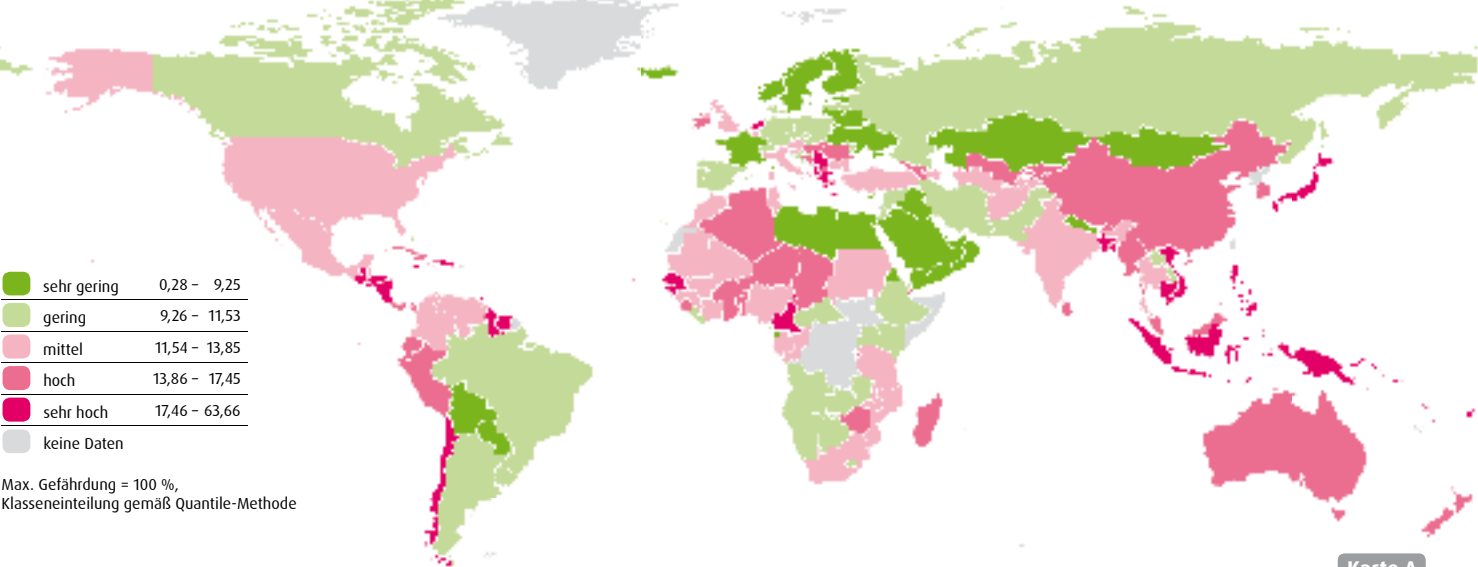 sehr gering 0,28 – 9,25
gering 9,26 – 11,53
mittel 11,54 – 13,85
hoch 13,86 – 17,45
sehr hoch 17,46 – 63,66
keine Daten
Max. Gefährdung = 100 %,
Klasseneinteilung gemäß Quantile-Methode
Karte A